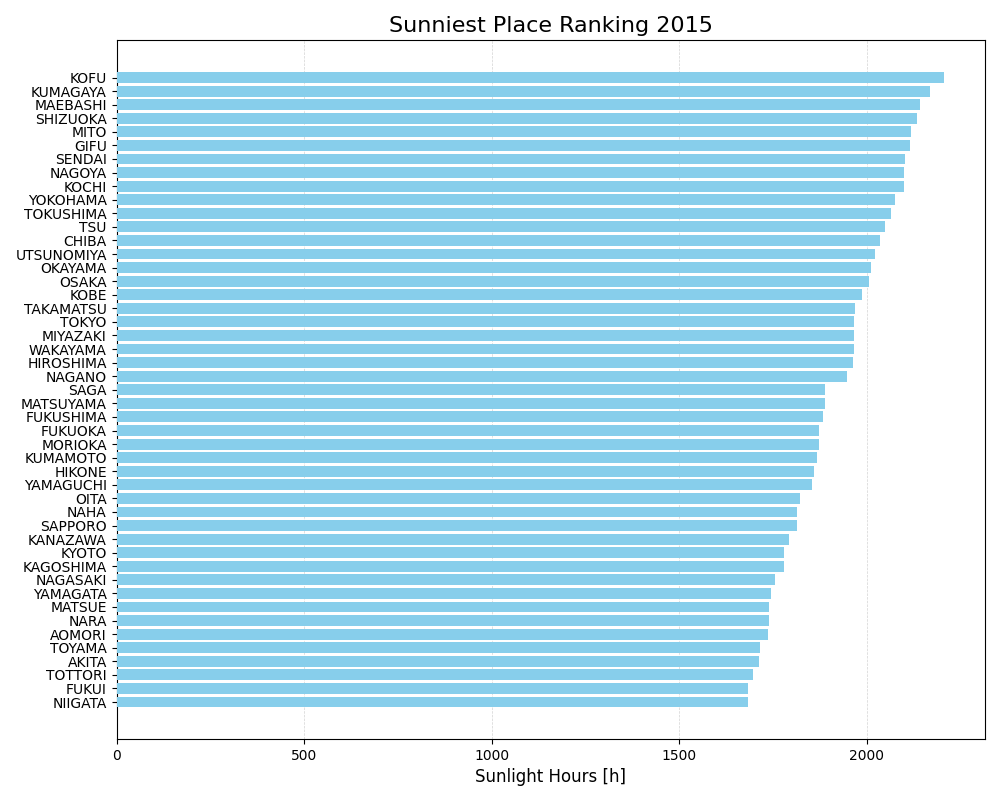 Sunniest Place Ranking 2015
KOFU
KUMAGAYA
MAEBASHI
SHIZUOKA
MITO
GIFU
SENDAI
NAGOYA
KOCHI
YOKOHAMA
TOKUSHIMA
TSU
CHIBA
UTSUNOMIYA
OKAYAMA
OSAKA
KOBE
TAKAMATSU
TOKYO
MIYAZAKI
WAKAYAMA
HIROSHIMA
NAGANO
SAGA
MATSUYAMA
FUKUSHIMA
FUKUOKA
MORIOKA
KUMAMOTO
HIKONE
YAMAGUCHI
OITA
NAHA
SAPPORO
KANAZAWA
KYOTO
KAGOSHIMA
NAGASAKI
YAMAGATA
MATSUE
NARA
AOMORI
TOYAMA
AKITA
TOTTORI
FUKUI
NIIGATA
0 500 1000 1500 2000
Sunlight Hours [h]